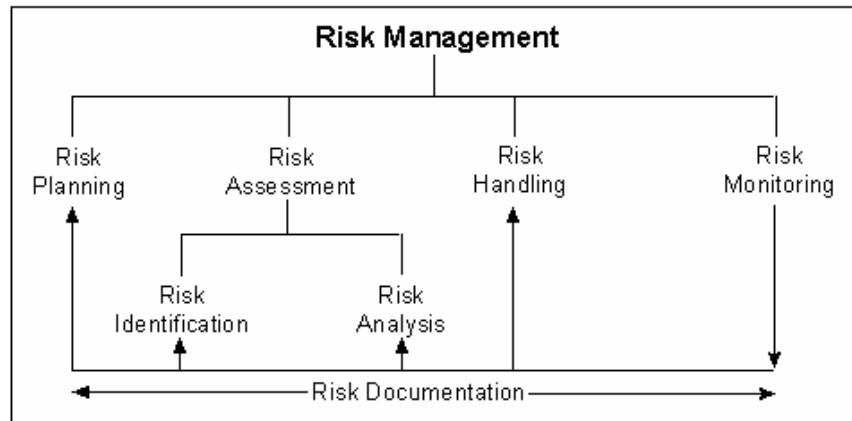 Risk Management
Risk
Planning
Risk
Assessment
Risk
Handling
Risk
Monitoring
Risk
Identification
Risk
Analysis
Risk Documentation